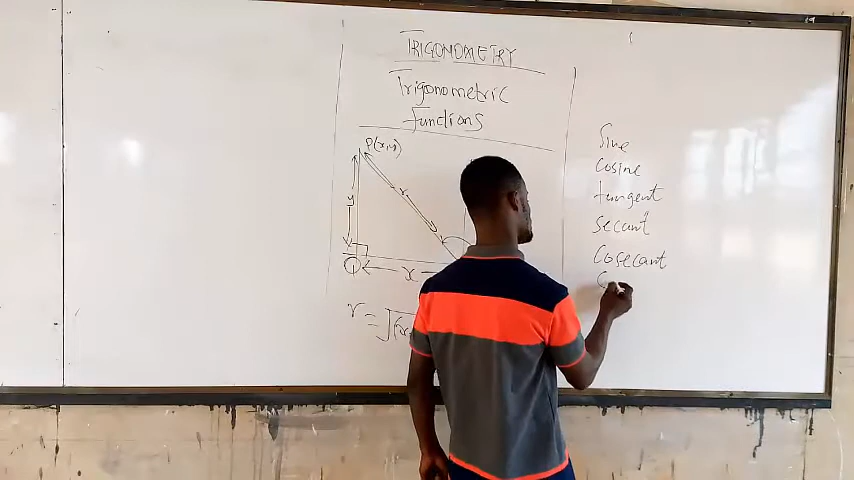 TRIGONOMETRY
Trigonometric
functions
P(x,y)
r
y
Q
x
r = √(x
Sine
Cosine
tangent
secant
Cosecant
C